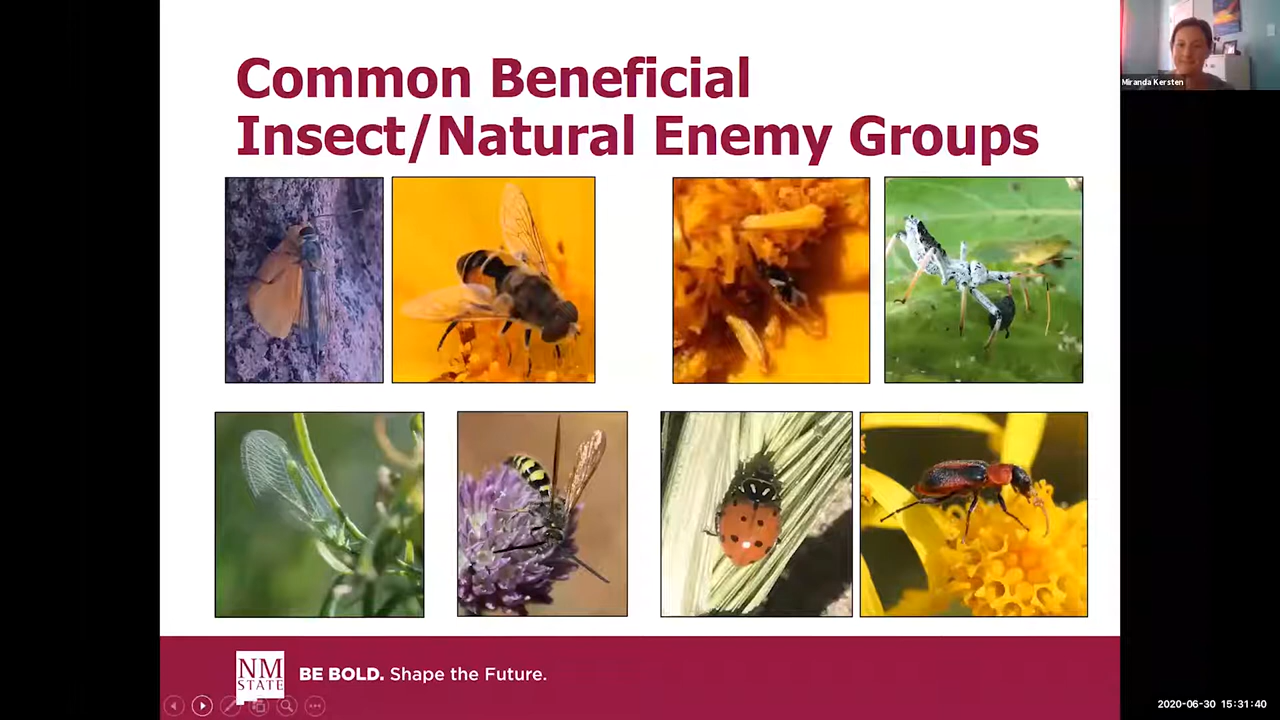 Common Beneficial
Insect/Natural Enemy Groups
Miranda Kersten
NM
STATE
BE BOLD. Shape the Future.
2020-06-30 15:31:40